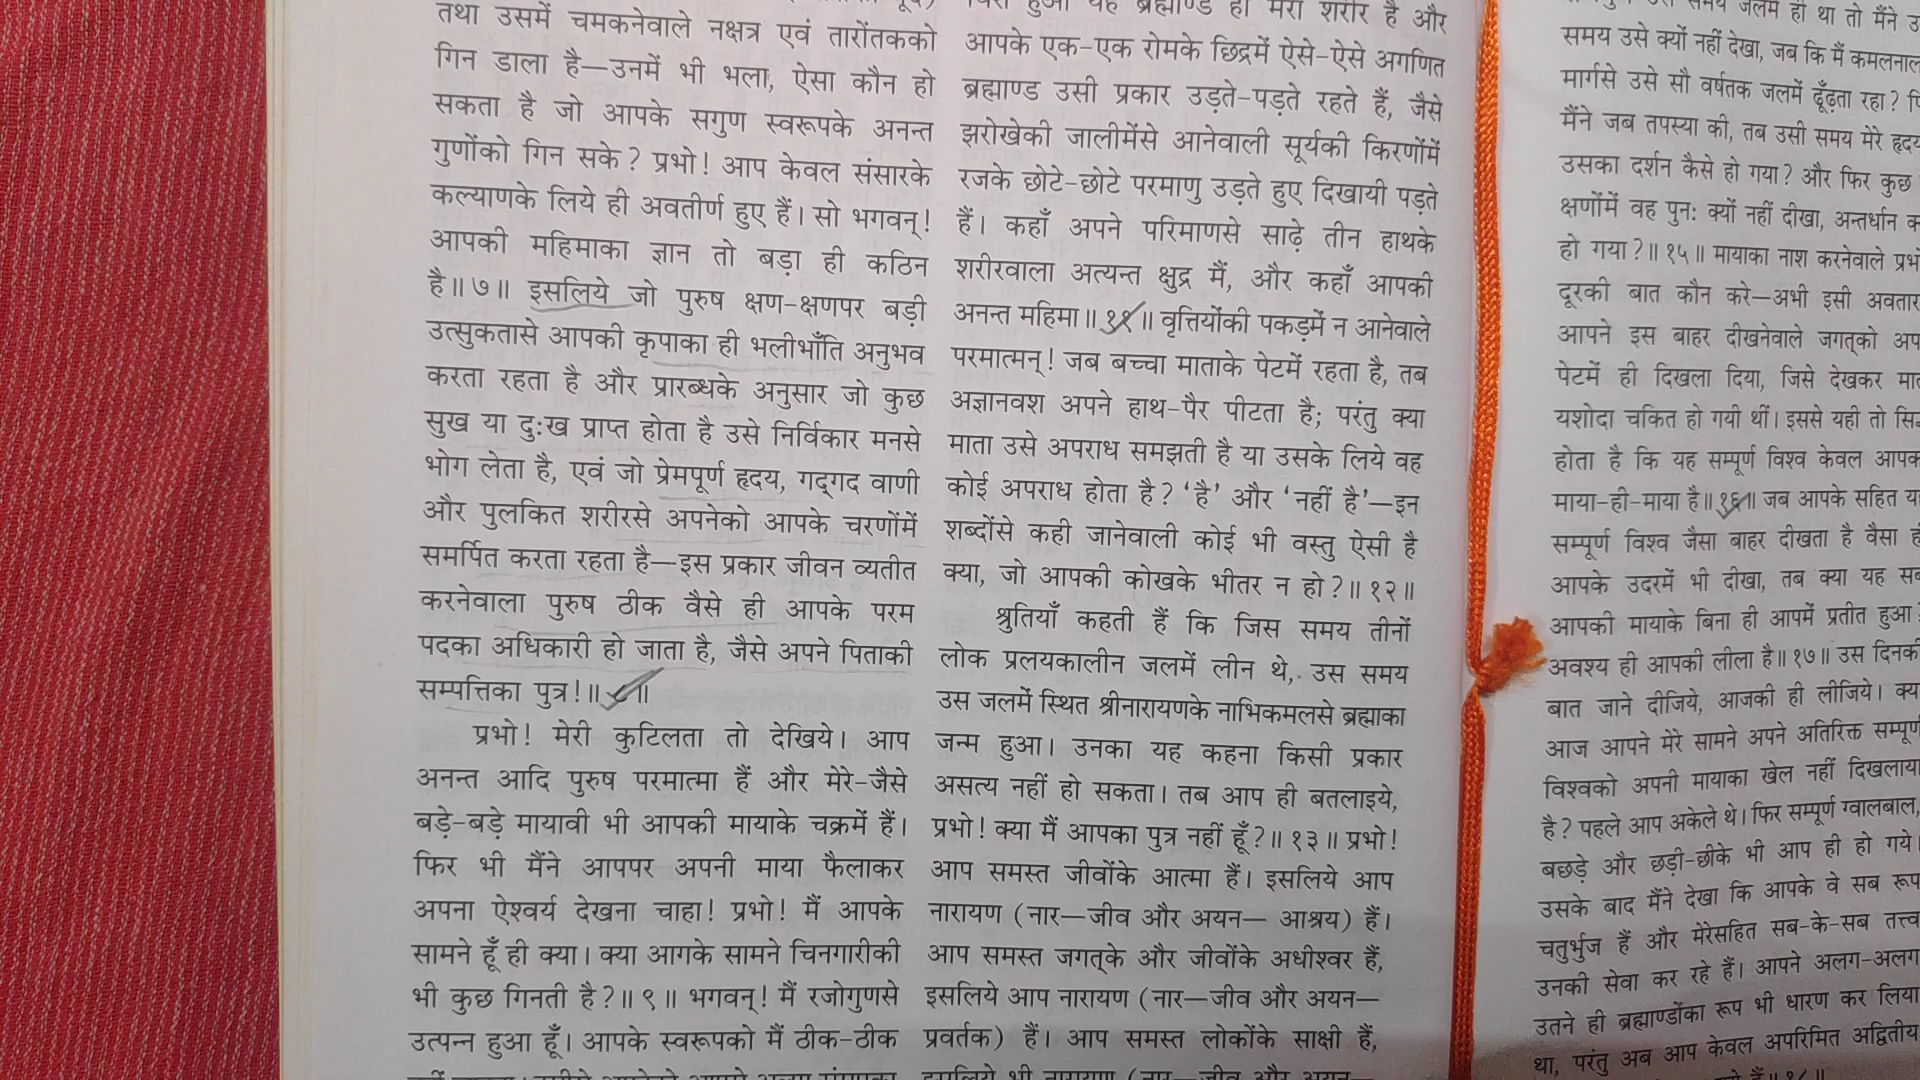 तथा उसमें चमकनेवाले नक्षत्र एवं तारोंतकको
गिन डाला है—उनमें भी भला, ऐसा कौन हो
सकता है जो आपके सगुण स्वरूपके अनन्त
गुणोंको गिन सके? प्रभो! आप केवल संसारके
कल्याणके लिये ही अवतीर्ण हुए हैं। सो भगवन्!
आपकी महिमाका ज्ञान तो बड़ा ही कठिन
है॥ ७॥ इसलिये जो पुरुष क्षण-क्षणपर बड़ी
उत्सुकतासे आपकी कृपाका ही भलीभाँति अनुभव
करता रहता है और प्रारब्धके अनुसार जो कुछ
सुख या दुःख प्राप्त होता है उसे निर्विकार मनसे
भोग लेता है, एवं जो प्रेमपूर्ण हृदय, गद्‍गद वाणी
और पुलकित शरीरसे अपनेको आपके चरणोंमें
समर्पित करता रहता है—इस प्रकार जीवन व्यतीत
करनेवाला पुरुष ठीक वैसे ही आपके परम
पदका अधिकारी हो जाता है, जैसे अपने पिताकी
सम्पत्तिका पुत्र!॥ ॥
प्रभो! मेरी कुटिलता तो देखिये। आप
अनन्त आदि पुरुष परमात्मा हैं और मेरे-जैसे
बड़े-बड़े मायावी भी आपकी मायाके चक्रमें हैं।
फिर भी मैंने आपपर अपनी माया फैलाकर
अपना ऐश्वर्य देखना चाहा! प्रभो! मैं आपके
सामने हूँ ही क्या। क्या आगके सामने चिनगारीकी
भी कुछ गिनती है?॥ ९॥ भगवन्! मैं रजोगुणसे
उत्पन्न हुआ हूँ। आपके स्वरूपको मैं ठीक-ठीक
हुआ यह ब्रह्माण्ड ही मेरा शरीर है और
आपके एक-एक रोमके छिद्रमें ऐसे-ऐसे अगणित
ब्रह्माण्ड उसी प्रकार उड़ते-पड़ते रहते हैं, जैसे
झरोखेकी जालीमेंसे आनेवाली सूर्यकी किरणोंमें
रजके छोटे-छोटे परमाणु उड़ते हुए दिखायी पड़ते
हैं। कहाँ अपने परिमाणसे साढ़े तीन हाथके
शरीरवाला अत्यन्त क्षुद्र मैं, और कहाँ आपकी
अनन्त महिमा॥ ११॥ वृत्तियोंकी पकड़में न आनेवाले
परमात्मन्! जब बच्चा माताके पेटमें रहता है, तब
अज्ञानवश अपने हाथ-पैर पीटता है; परंतु क्या
माता उसे अपराध समझती है या उसके लिये वह
कोई अपराध होता है? ‘है’ और ‘नहीं है’—इन
शब्दोंसे कही जानेवाली कोई भी वस्तु ऐसी है
क्या, जो आपकी कोखके भीतर न हो?॥ १२॥
श्रुतियाँ कहती हैं कि जिस समय तीनों
लोक प्रलयकालीन जलमें लीन थे, उस समय
उस जलमें स्थित श्रीनारायणके नाभिकमलसे ब्रह्माका
जन्म हुआ। उनका यह कहना किसी प्रकार
असत्य नहीं हो सकता। तब आप ही बतलाइये,
प्रभो! क्या मैं आपका पुत्र नहीं हूँ?॥ १३॥ प्रभो!
आप समस्त जीवोंके आत्मा हैं। इसलिये आप
नारायण (नार—जीव और अयन— आश्रय) हैं।
आप समस्त जगत्‌के और जीवोंके अधीश्वर हैं,
इसलिये आप नारायण (नार—जीव और अयन—
प्रवर्तक) हैं। आप समस्त लोकोंके साक्षी हैं,
इसलिये भी नारायण (नार—जीव और अयन—
समय जलमें ही था तो मैंने
समय उसे क्यों नहीं देखा, जब कि मैं कमलनाल
मार्गसे उसे सौ वर्षतक जलमें ढूँढ़ता रहा?
मैंने जब तपस्या की, तब उसी समय मेरे
उसका दर्शन कैसे हो गया? और फिर कुछ
क्षणोंमें वह पुनः क्यों नहीं दीखा, अन्तर्धान
हो गया?॥ १५॥ मायाका नाश करनेवाले
दूरकी बात कौन करे—अभी इसी
आपने इस बाहर दीखनेवाले जगत्‌को
पेटमें ही दिखला दिया, जिसे देखकर
यशोदा चकित हो गयी थीं। इससे यही तो
होता है कि यह सम्पूर्ण विश्व केवल
माया-ही-माया है॥ १६॥ जब आपके सहित
सम्पूर्ण विश्व जैसा बाहर दीखता है वैसा
आपके उदरमें भी दीखा, तब क्या यह
आपकी मायाके बिना ही आपमें प्रतीत हुआ
अवश्य ही आपकी लीला है॥ १७॥ उस दिनकी
बात जाने दीजिये, आजकी ही लीजिये।
आज आपने मेरे सामने अपने अतिरिक्त सम्पूर्ण
विश्वको अपनी मायाका खेल नहीं दिखलाया
है? पहले आप अकेले थे। फिर सम्पूर्ण ग्वालबाल,
बछड़े और छड़ी-छीके भी आप ही हो गये।
उसके बाद मैंने देखा कि आपके वे सब रूप
चतुर्भुज हैं और मेरेसहित सब-के-सब तत्त्व
उनकी सेवा कर रहे हैं। आपने अलग-अलग
उतने ही ब्रह्माण्डोंका रूप भी धारण कर लिया
था, परंतु अब आप केवल अपरिमित अद्वितीय